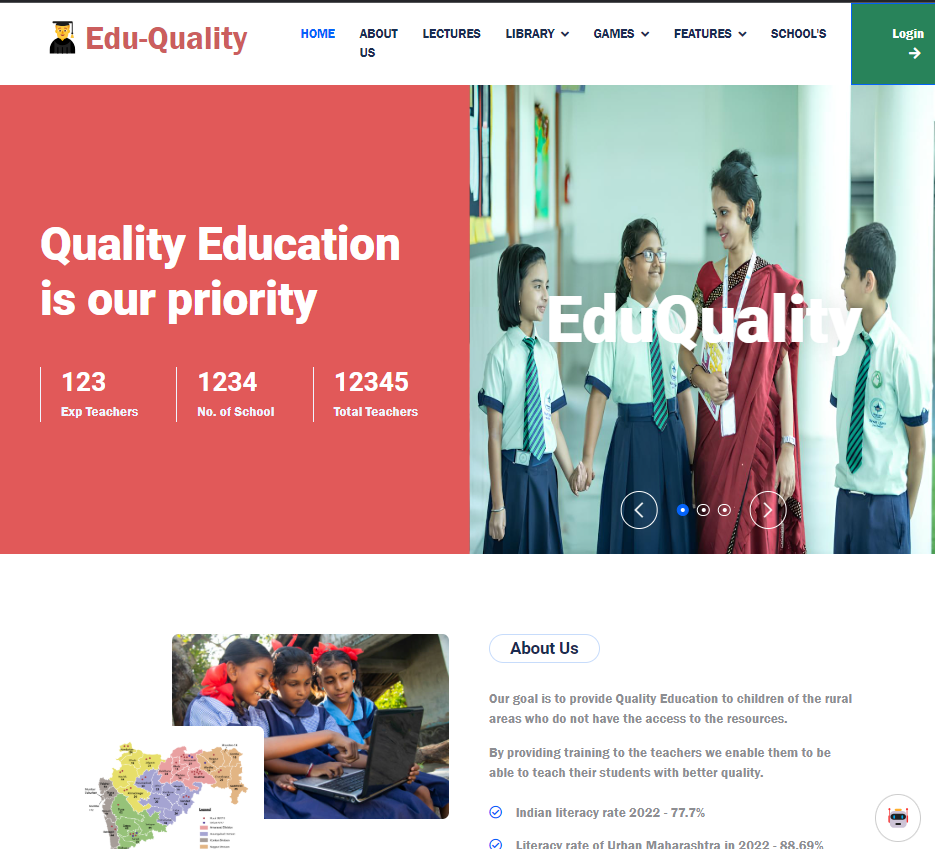 Edu-Quality
HOME
ABOUT
US
LECTURES
LIBRARY
GAMES
FEATURES
SCHOOL'S
Login
Quality Education
is our priority
123
Exp Teachers
1234
No. of School
12345
Total Teachers
EduQuality
About Us
Our goal is to provide Quality Education to children of the rural
areas who do not have the access to the resources.
By providing training to the teachers we enable them to be
able to teach their students with better quality.
Indian literacy rate 2022 - 77.7%
Literacy rate of Urban Maharashtra in 2022 - 88.69%